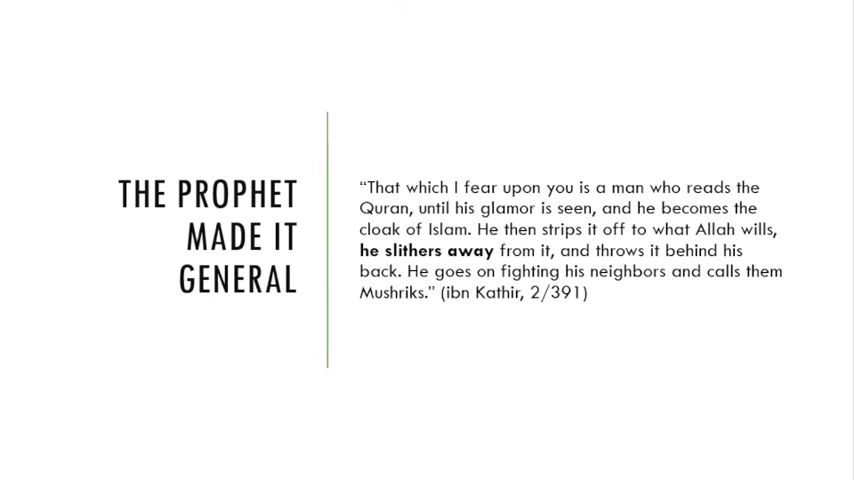 THE PROPHET
MADE IT
GENERAL
“That which I fear upon you is a man who reads the
Quran, until his glamor is seen, and he becomes the
cloak of Islam. He then strips it off to what Allah wills,
he slithers away from it, and throws it behind his
back. He goes on fighting his neighbors and calls them
Mushriks.” (ibn Kathir, 2/391)